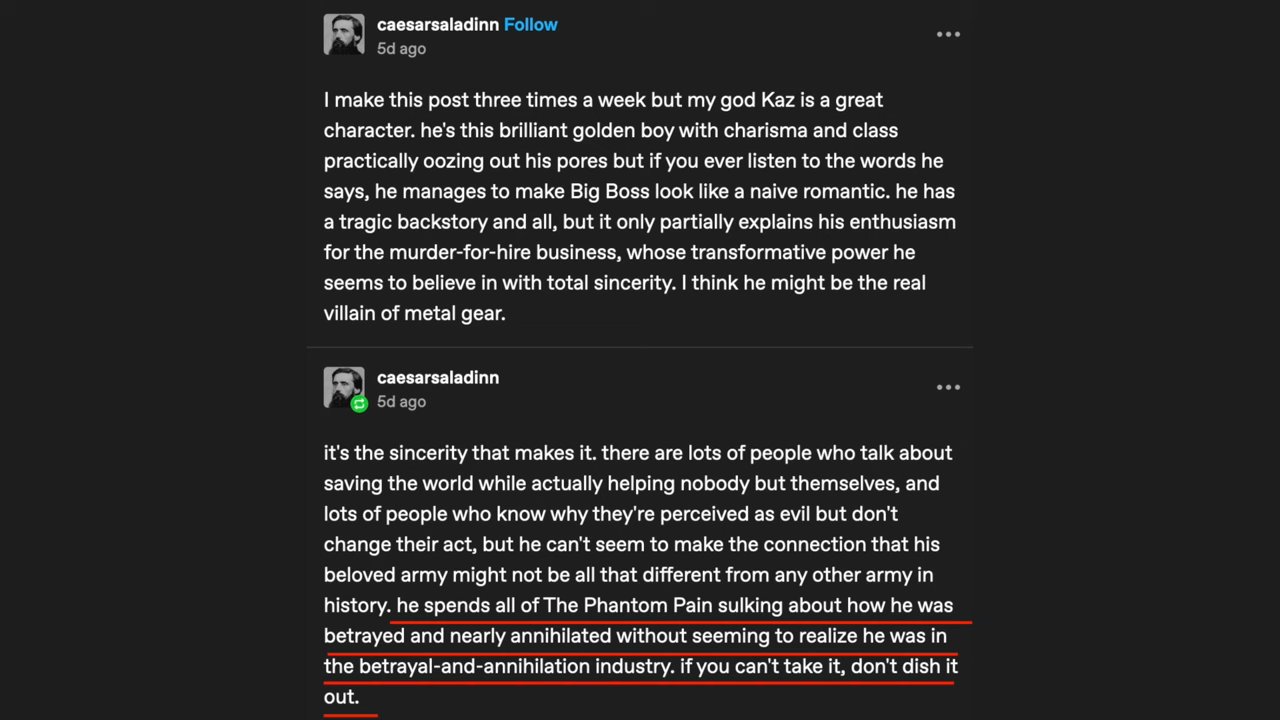 caesarsaladinn Follow
5d ago
I make this post three times a week but my god Kaz is a great
character. he's this brilliant golden boy with charisma and class
practically oozing out his pores but if you ever listen to the words he
says, he manages to make Big Boss look like a naive romantic. he has
a tragic backstory and all, but it only partially explains his enthusiasm
for the murder-for-hire business, whose transformative power he
seems to believe in with total sincerity. I think he might be the real
villain of metal gear.
caesarsaladinn
5d ago
it's the sincerity that makes it. there are lots of people who talk about
saving the world while actually helping nobody but themselves, and
lots of people who know why they're perceived as evil but don't
change their act, but he can't seem to make the connection that his
beloved army might not be all that different from any other army in
history. he spends all of The Phantom Pain sulking about how he was
betrayed and nearly annihilated without seeming to realize he was in
the betrayal-and-annihilation industry. if you can't take it, don't dish it
out.